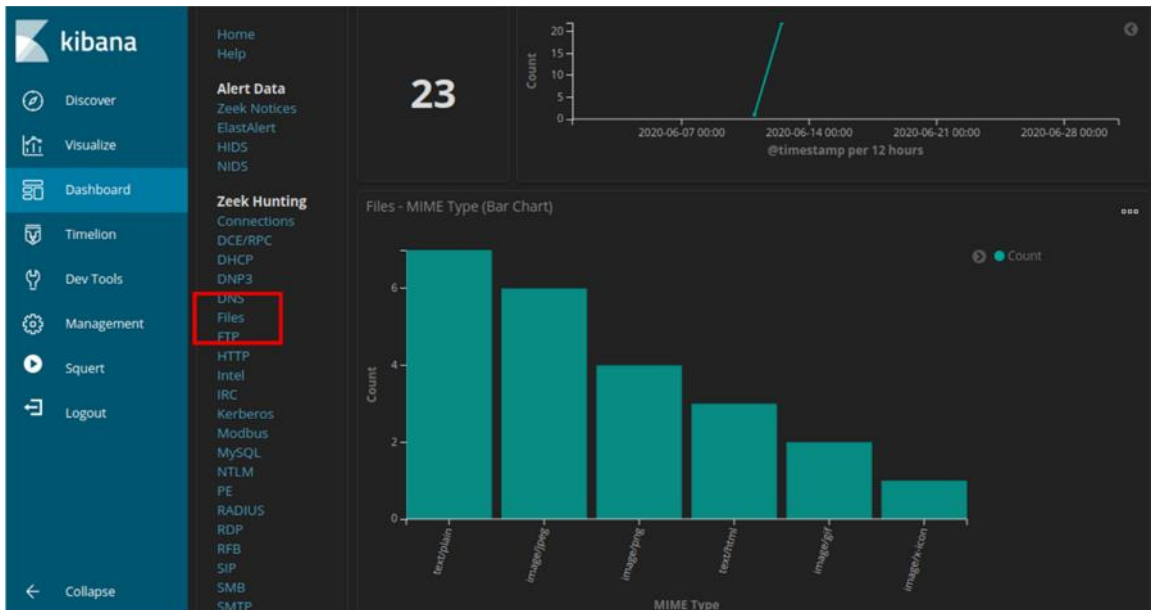 kibana
Discover
Visualize
Dashboard
Timelion
Dev Tools
Management
Squert
Logout
Collapse
Home
Help
Alert Data
Zeek Notices
ElastAlert
HIDS
NIDS
Zeek Hunting
Connections
DCE/RPC
DHCP
DNP3
DNS
Files
FTP
HTTP
Intel
IRC
Kerberos
Modbus
MySQL
NTLM
PE
RADIUS
RDP
RFB
SIP
SMB
SMTP
23
Count
20
15
10
5
0
2020-06-07 00:00 2020-06-14 00:00 2020-06-21 00:00 2020-06-28 00:00
@timestamp per 12 hours
Files - MIME Type (Bar Chart)
Count
Count
6
4
2
0
text/plain image/jpeg image/png text/html image/gif image/x-icon
MIME Type